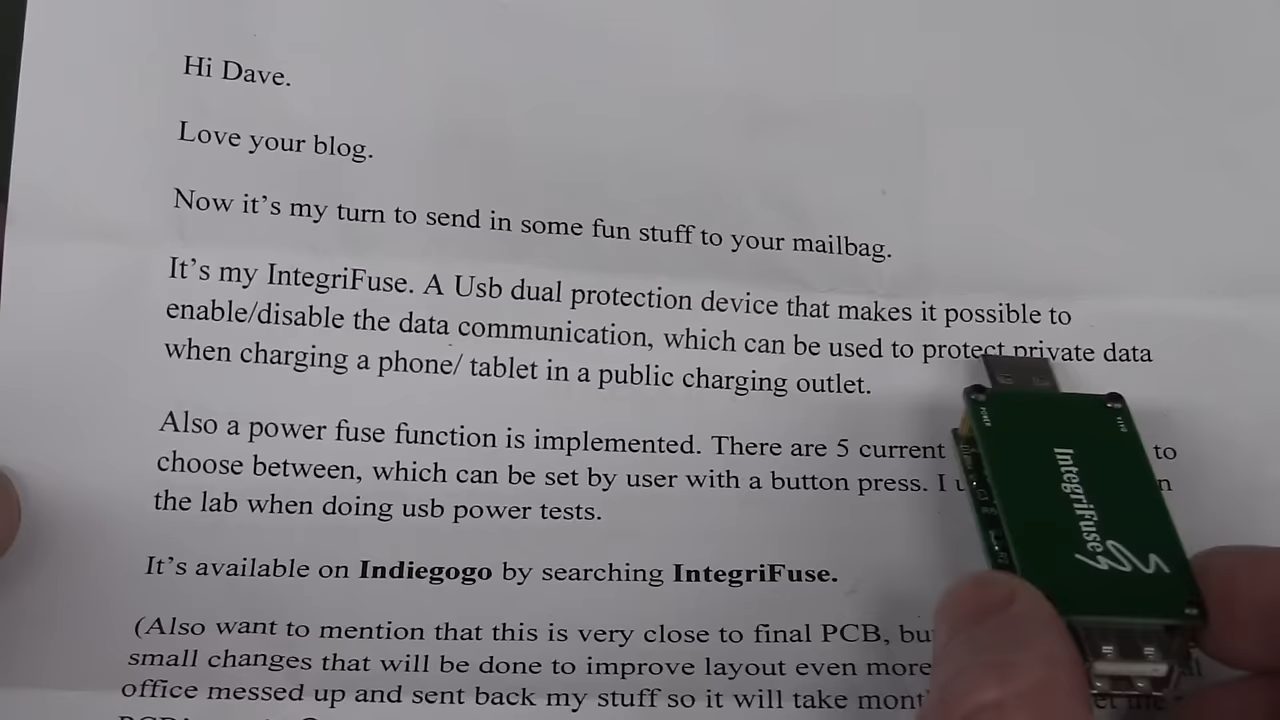 Hi Dave.
Love your blog.
Now it's my turn to send in some fun stuff to your mailbag.
It's my IntegriFuse. A Usb dual protection device that makes it possible to
enable/disable the data communication, which can be used to protect private data
when charging a phone/ tablet in a public charging outlet.
Also a power fuse function is implemented. There are 5 current to
choose between, which can be set by user with a button press. I
the lab when doing usb power tests.
It's available on Indiegogo by searching IntegriFuse.
(Also want to mention that this is very close to final PCB,
small changes that will be done to improve layout even more
office messed up and sent back my stuff so it will take
IntegriFuse
POWER